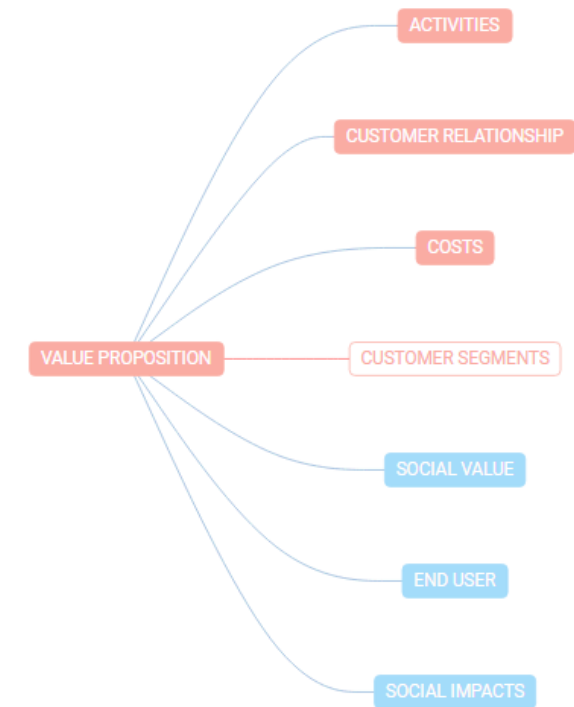 ACTIVITIES
CUSTOMER RELATIONSHIP
COSTS
VALUE PROPOSITION
CUSTOMER SEGMENTS
SOCIAL VALUE
END USER
SOCIAL IMPACTS